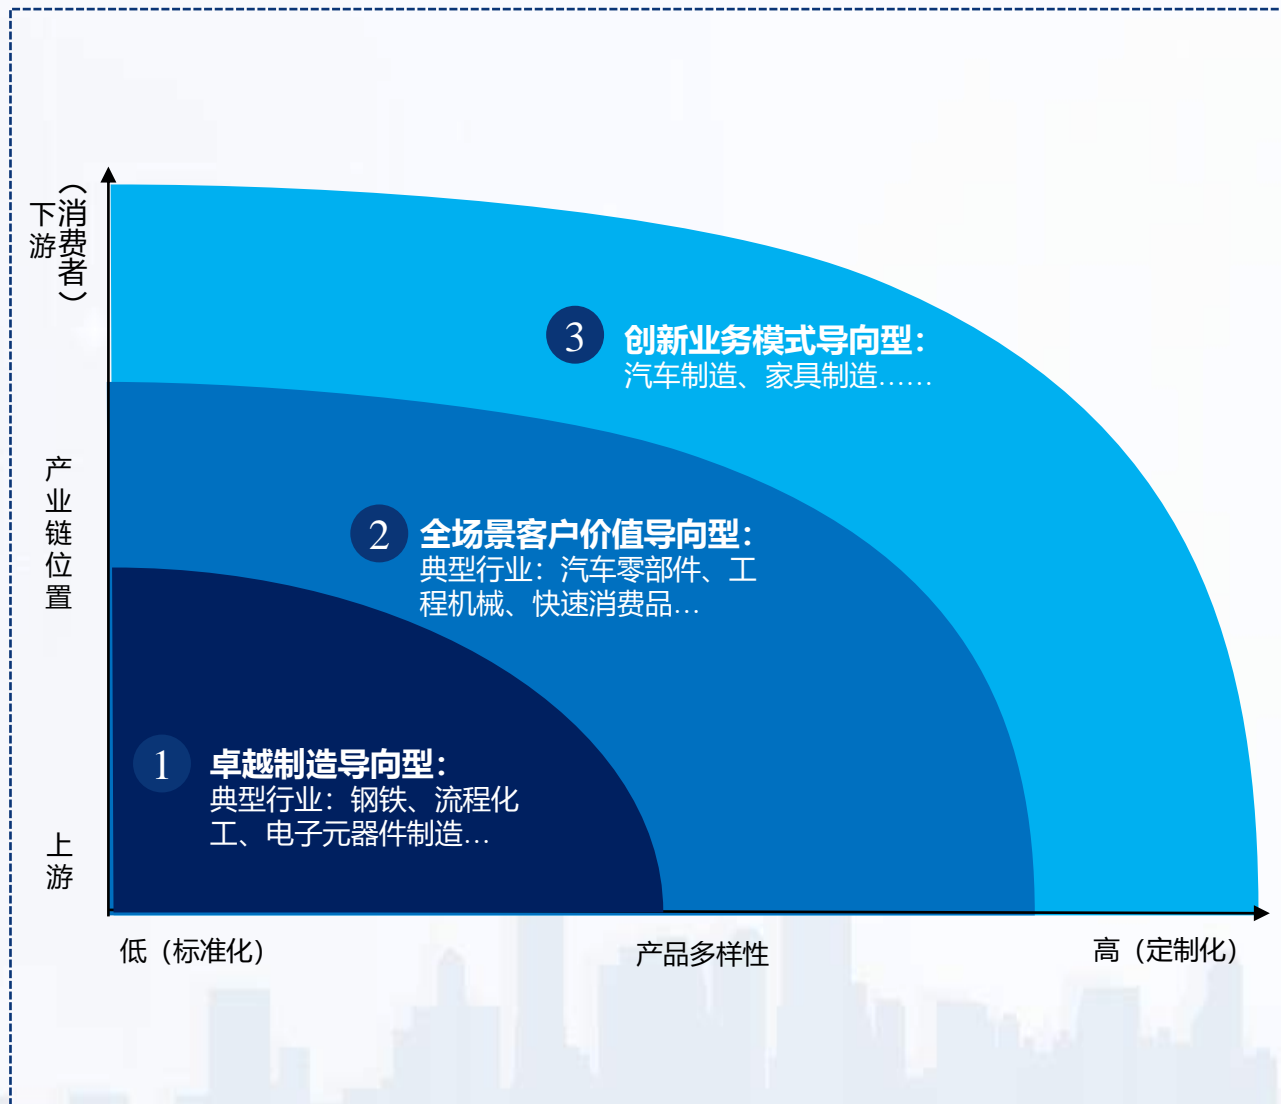 下游
（消费者）
3
创新业务模式导向型：
汽车制造、家具制造……
产业链位置
2
全场景客户价值导向型：
典型行业：汽车零部件、工
程机械、快速消费品…
1
卓越制造导向型：
典型行业：钢铁、流程化
工、电子元器件制造…
上游
低（标准化）
产品多样性
高（定制化）